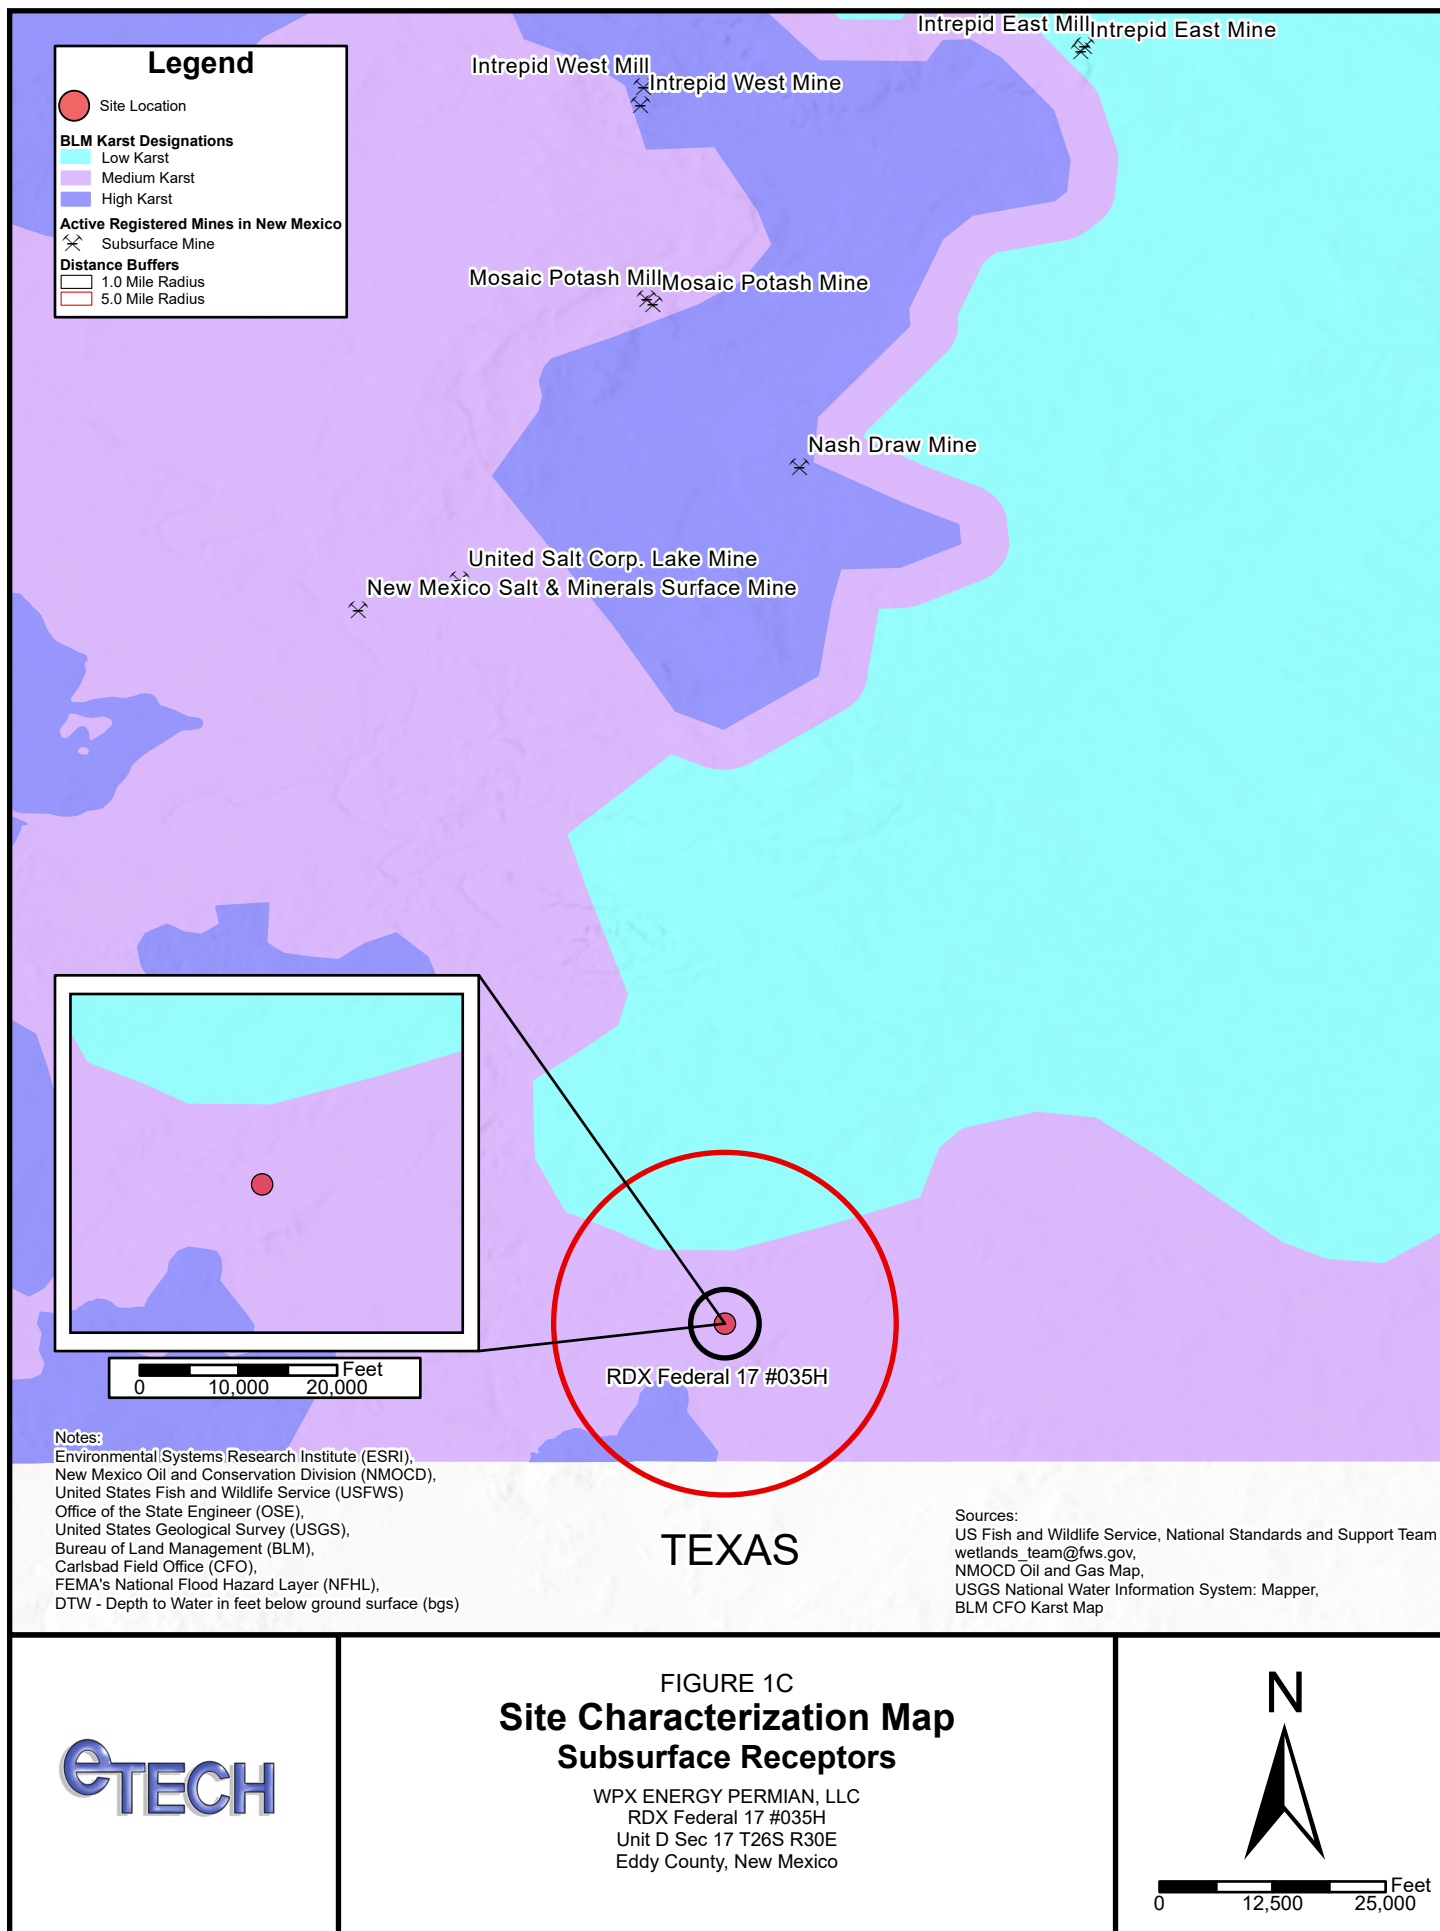 Intrepid East Mill
Intrepid East Mine
Legend
Site Location
BLM Karst Designations
Low Karst
Medium Karst
High Karst
Active Registered Mines in New Mexico
Subsurface Mine
Distance Buffers
1.0 Mile Radius
5.0 Mile Radius
Intrepid West Mill
Intrepid West Mine
Mosaic Potash Mill
Mosaic Potash Mine
Nash Draw Mine
United Salt Corp. Lake Mine
New Mexico Salt & Minerals Surface Mine
RDX Federal 17 #035H
Feet
0 10,000 20,000
Notes:
Environmental Systems Research Institute (ESRI),
New Mexico Oil and Conservation Division (NMOCD),
United States Fish and Wildlife Service (USFWS)
Office of the State Engineer (OSE),
United States Geological Survey (USGS),
Bureau of Land Management (BLM),
Carlsbad Field Office (CFO),
FEMA's National Flood Hazard Layer (NFHL),
DTW - Depth to Water in feet below ground surface (bgs)
TEXAS
Sources:
US Fish and Wildlife Service, National Standards and Support Team
wetlands_team@fws.gov,
NMOCD Oil and Gas Map,
USGS National Water Information System: Mapper,
BLM CFO Karst Map
eTECH
FIGURE 1C
Site Characterization Map
Subsurface Receptors
WPX ENERGY PERMIAN, LLC
RDX Federal 17 #035H
Unit D Sec 17 T26S R30E
Eddy County, New Mexico
N
Feet
0 12,500 25,000